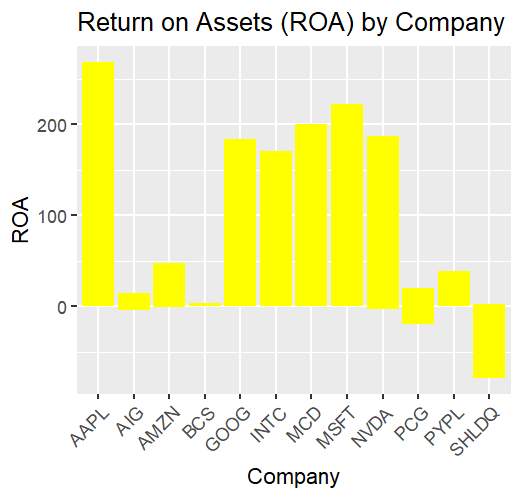 Return on Assets (ROA) by Company
ROA
200
100
0
AAPL
AIG
AMZN
BCS
GOOG
INTC
MCD
MSFT
NVDA
PCG
PYPL
SHLDQ
Company